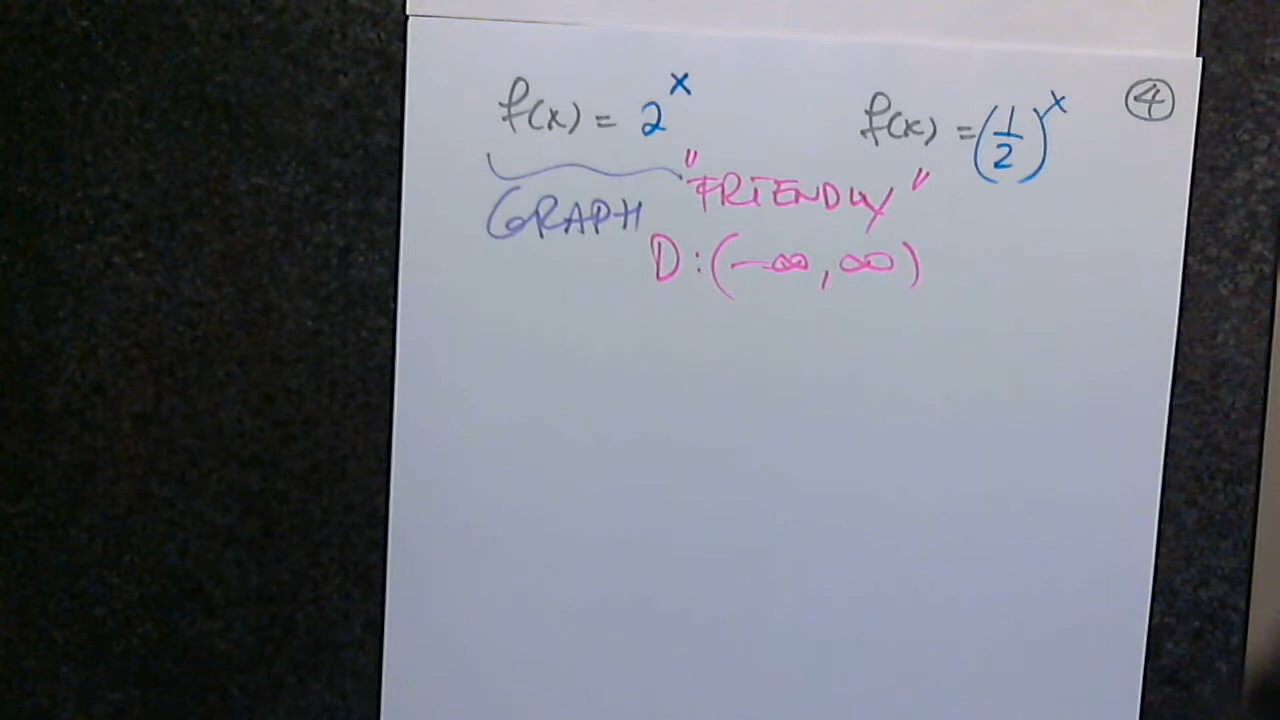 f(x) = 2^x f(x) = (1/2)^x ④
GRAPH "FRIENDLY"
D: (-∞, ∞)